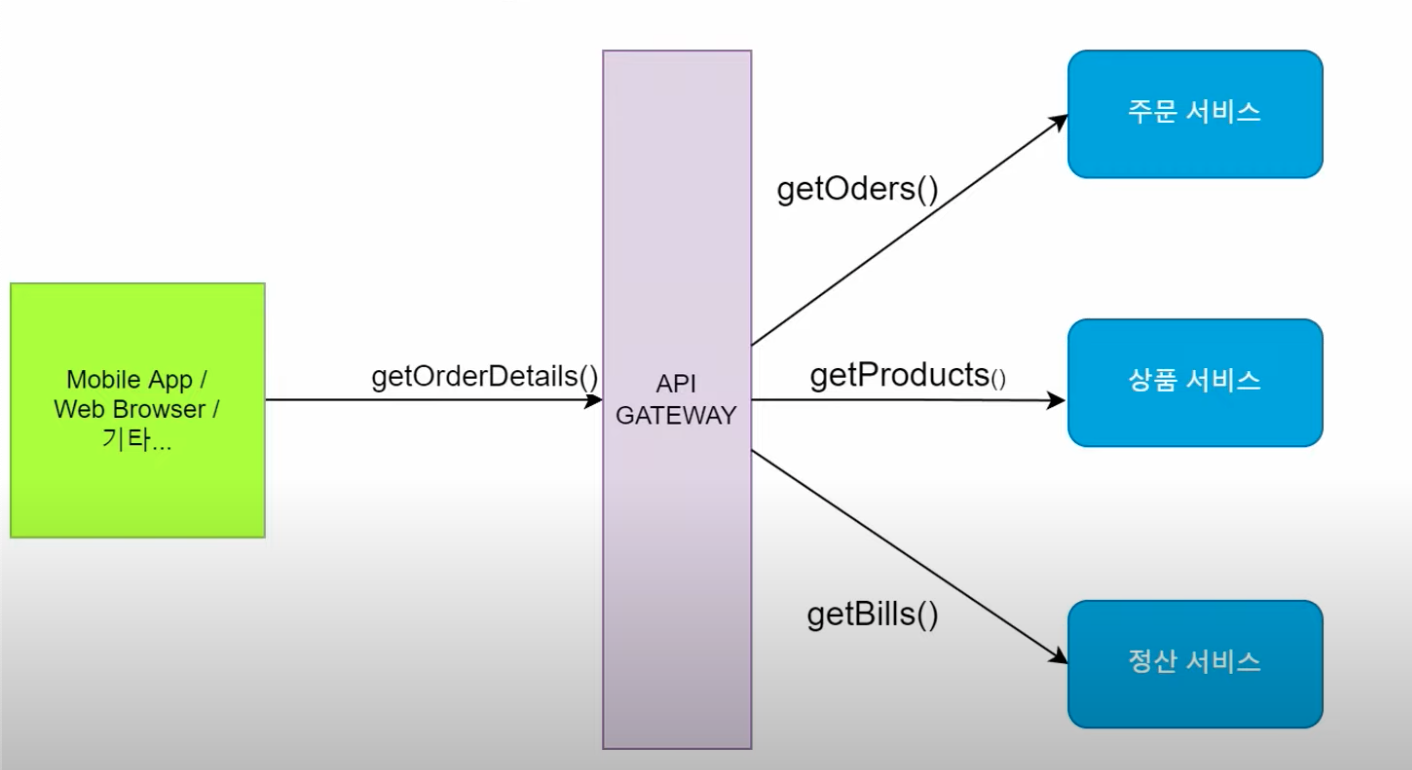 Mobile App /
Web Browser /
기타...
getOrderDetails()
API
GATEWAY
getOders()
주문 서비스
getProducts()
상품 서비스
getBills()
정산 서비스